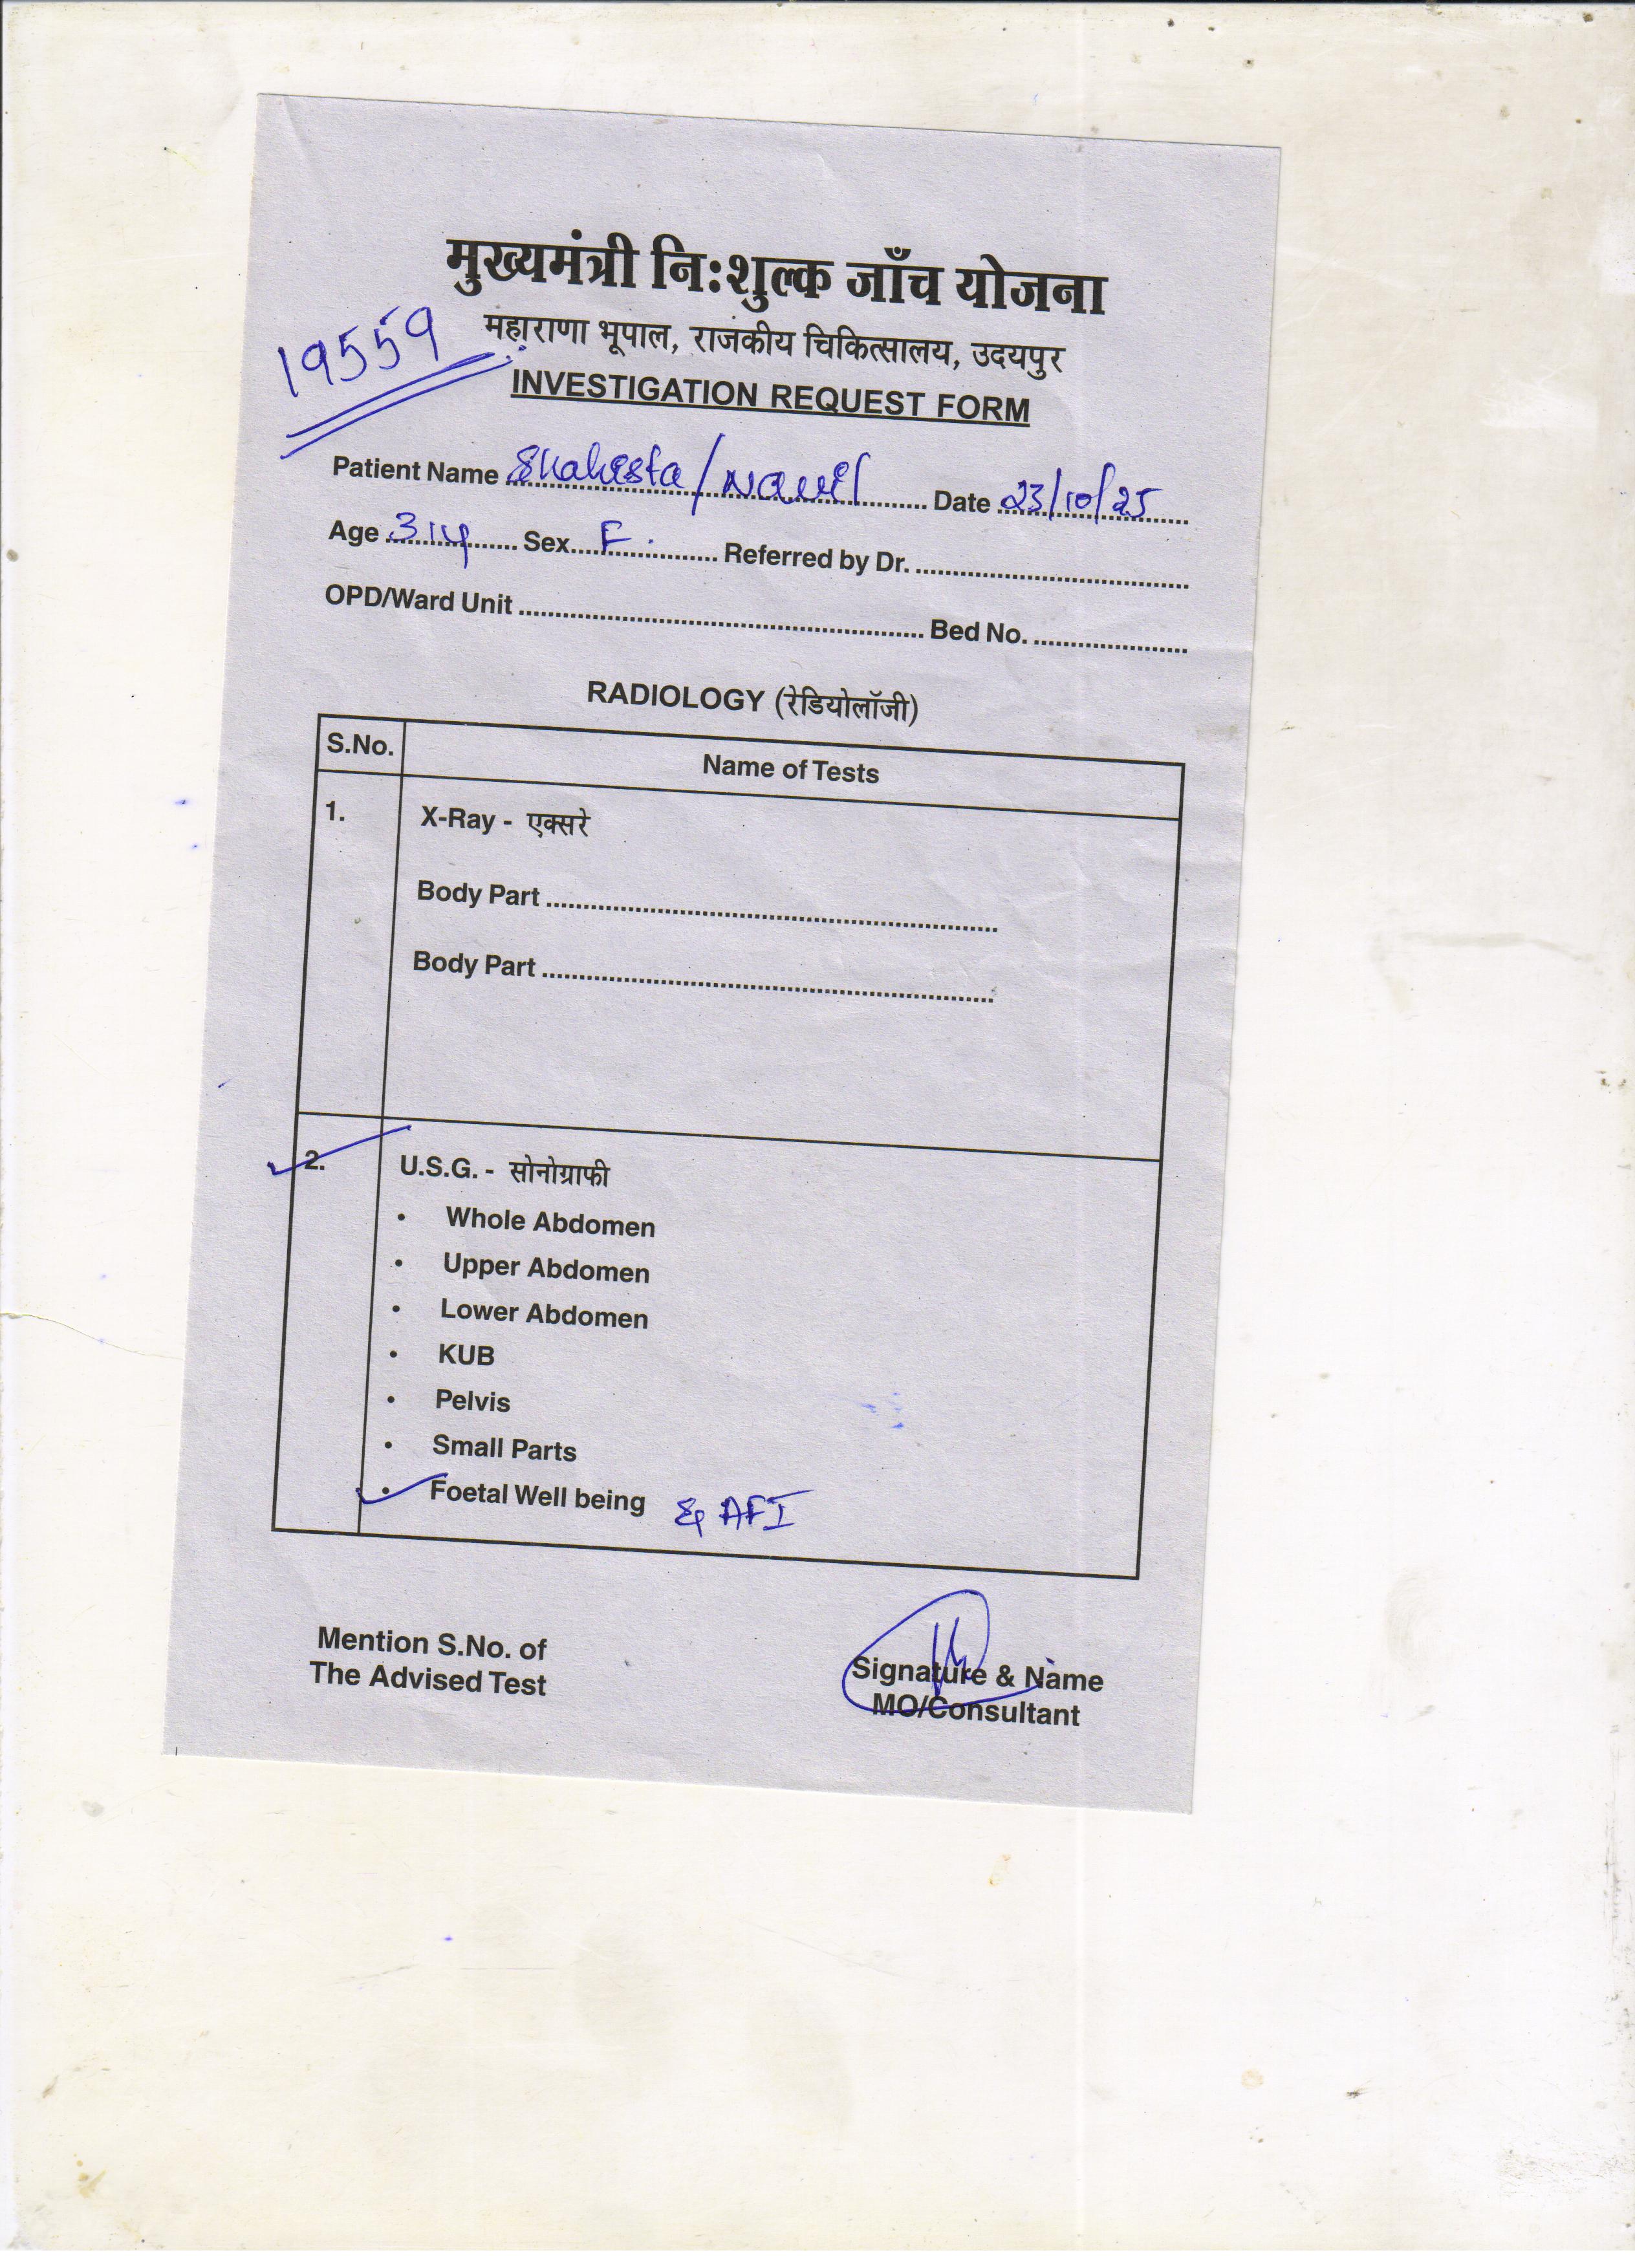 मुख्यमंत्री नि:शुल्क जाँच योजना
19559
महाराणा भूपाल, राजकीय चिकित्सालय, उदयपुर
INVESTIGATION REQUEST FORM
Patient Name Shahista / Date 23/10/25
Age 31y Sex F. Referred by Dr.
OPD/Ward Unit Bed No.
RADIOLOGY (रेडियोलॉजी)
S.No. Name of Tests
1. X-Ray - एक्सरे
Body Part
Body Part
2. U.S.G. - सोनोग्राफी
• Whole Abdomen
• Upper Abdomen
• Lower Abdomen
• KUB
• Pelvis
• Small Parts
• Foetal Well being & AFI
Mention S.No. of
The Advised Test
Signature & Name
MO/Consultant